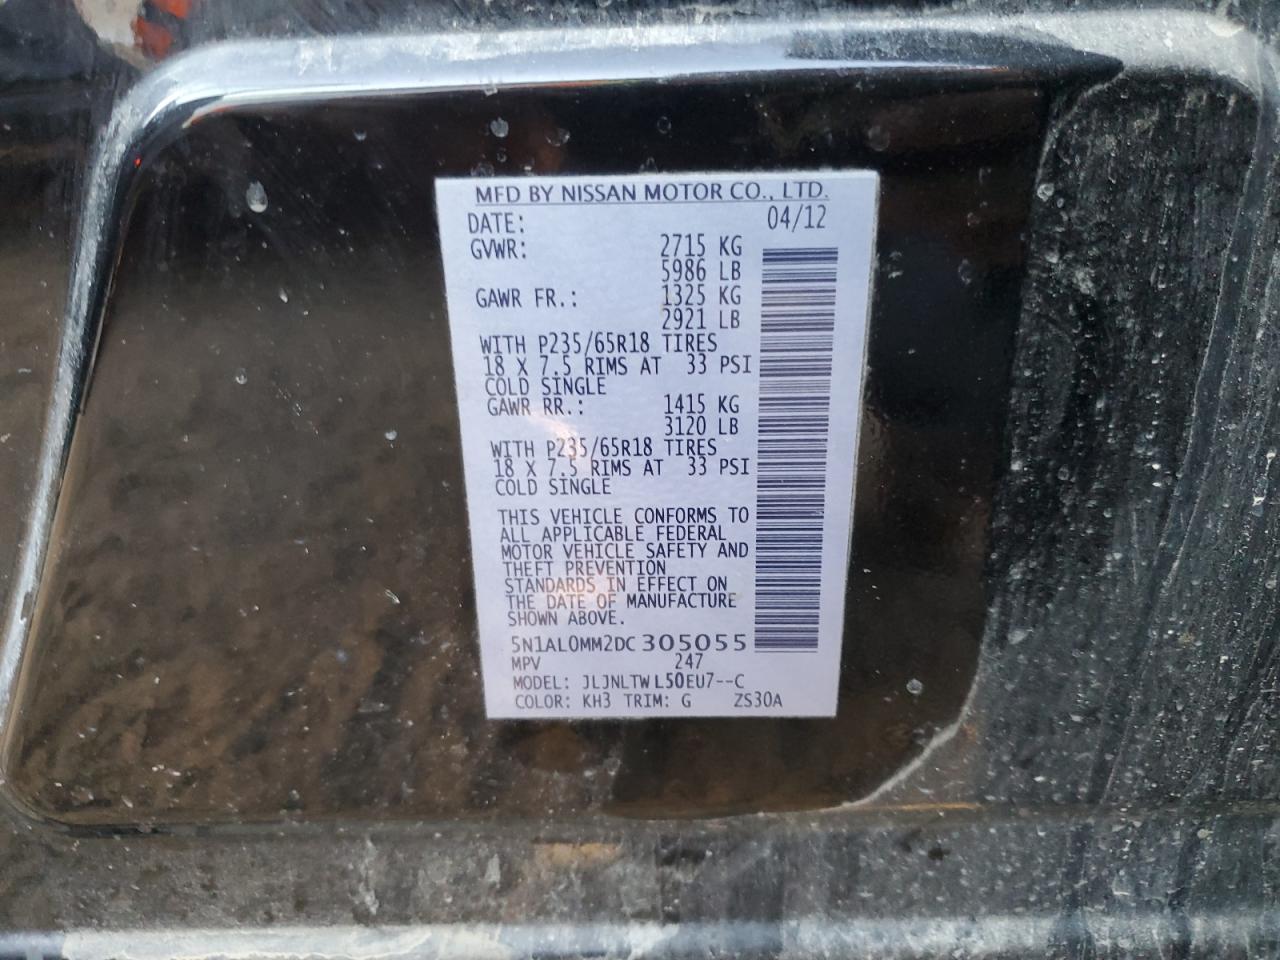 MFD BY NISSAN MOTOR CO., LTD.
DATE: 04/12
GVWR: 2715 KG
5986 LB
GAWR FR.: 1325 KG
2921 LB
WITH P235/65R18 TIRES
18 X 7.5 RIMS AT 33 PSI
COLD SINGLE
GAWR RR.: 1415 KG
3120 LB
WITH P235/65R18 TIRES
18 X 7.5 RIMS AT 33 PSI
COLD SINGLE
THIS VEHICLE CONFORMS TO
ALL APPLICABLE FEDERAL
MOTOR VEHICLE SAFETY AND
THEFT PREVENTION
STANDARDS IN EFFECT ON
THE DATE OF MANUFACTURE
SHOWN ABOVE.
5N1AL0MM2DC 305055
MPV 247
MODEL: JLJNLTW L50EU7--C
COLOR: KH3 TRIM: G ZS30A